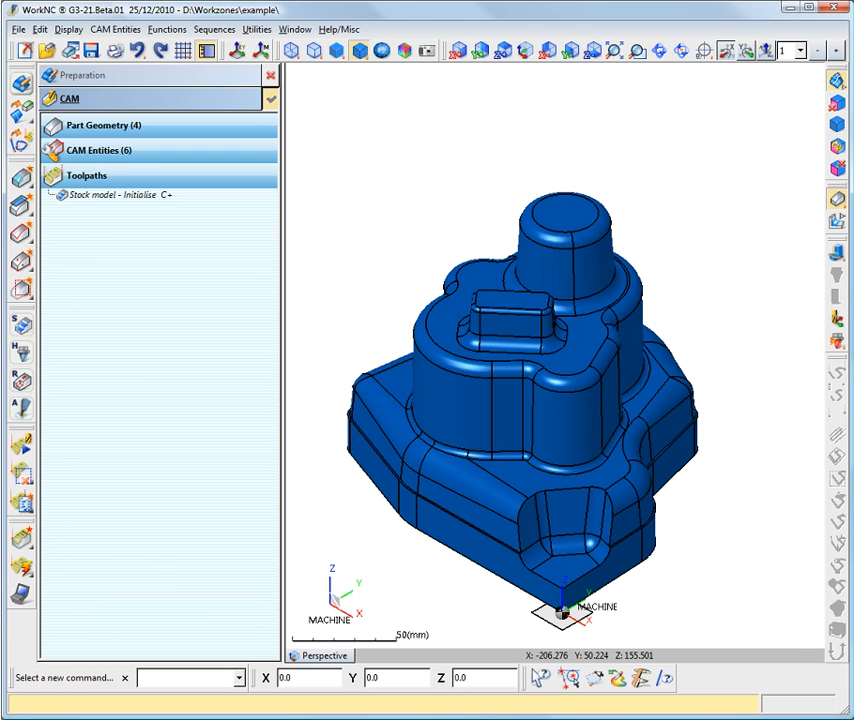 WorkNC ® G3-21.Beta.01 25/12/2010 - D:\Workzones\example\
File Edit Display CAM Entities Functions Sequences Utilities Window Help/Misc
1
Preparation
CAM
Part Geometry (4)
CAM Entities (6)
Toolpaths
Stock model - Initialise C+
S
H
R
A
Z
Y
X
MACHINE
Z
Y
X
MACHINE
50(mm)
Perspective
X: -206.276 Y: 50.224 Z: 155.501
Select a new command... X 0.0 Y 0.0 Z 0.0